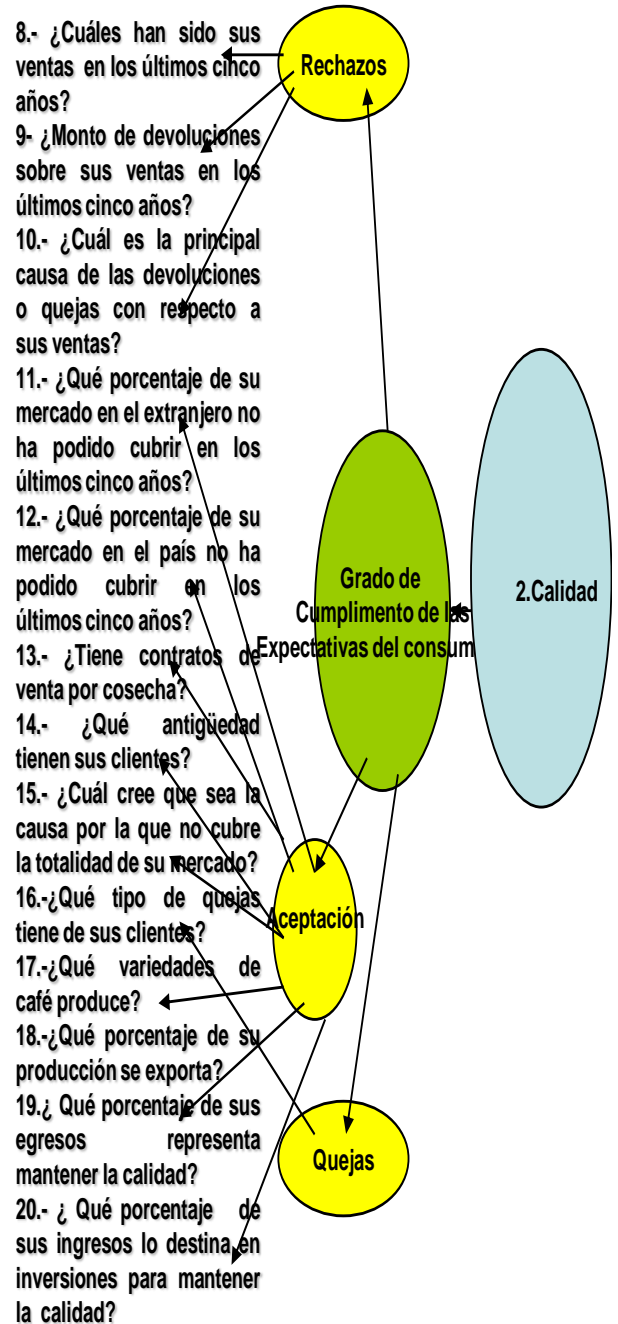 8.- ¿Cuáles han sido sus
ventas en los últimos cinco
años?
9- ¿Monto de devoluciones
sobre sus ventas en los
últimos cinco años?
10.- ¿Cuál es la principal
causa de las devoluciones
o quejas con respecto a
sus ventas?
11.- ¿Qué porcentaje de su
mercado en el extranjero no
ha podido cubrir en los
últimos cinco años?
12.- ¿Qué porcentaje de su
mercado en el país no ha
podido cubrir en los
últimos cinco años?
13.- ¿Tiene contratos de
venta por cosecha?
14.- ¿Qué antigüedad
tienen sus clientes?
15.- ¿Cuál cree que sea la
causa por la que no cubre
la totalidad de su mercado?
16.-¿Qué tipo de quejas
tiene de sus clientes?
17.-¿Qué variedades de
café produce?
18.-¿Qué porcentaje de su
producción se exporta?
19.¿ Qué porcentaje de sus
egresos representa
mantener la calidad?
20.- ¿ Qué porcentaje de
sus ingresos lo destina en
inversiones para mantener
la calidad?
Rechazos
Grado de
Cumplimento de las
Expectativas del consum
2.Calidad
Aceptación
Quejas